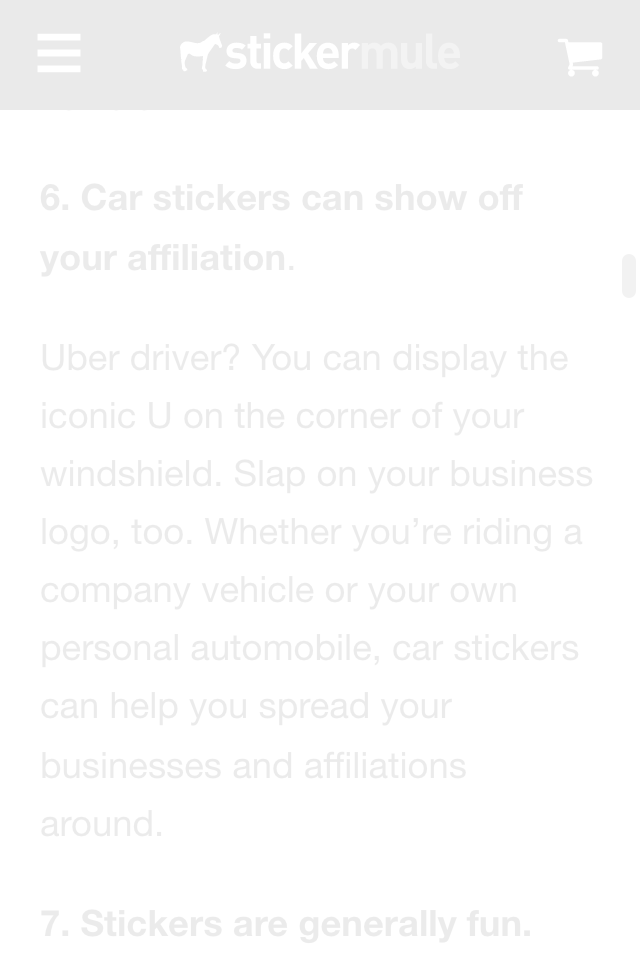 stickermule
6. Car stickers can show off
your affiliation.
Uber driver? You can display the
iconic U on the corner of your
windshield. Slap on your business
logo, too. Whether you’re riding a
company vehicle or your own
personal automobile, car stickers
can help you spread your
businesses and affiliations
around.
7. Stickers are generally fun.